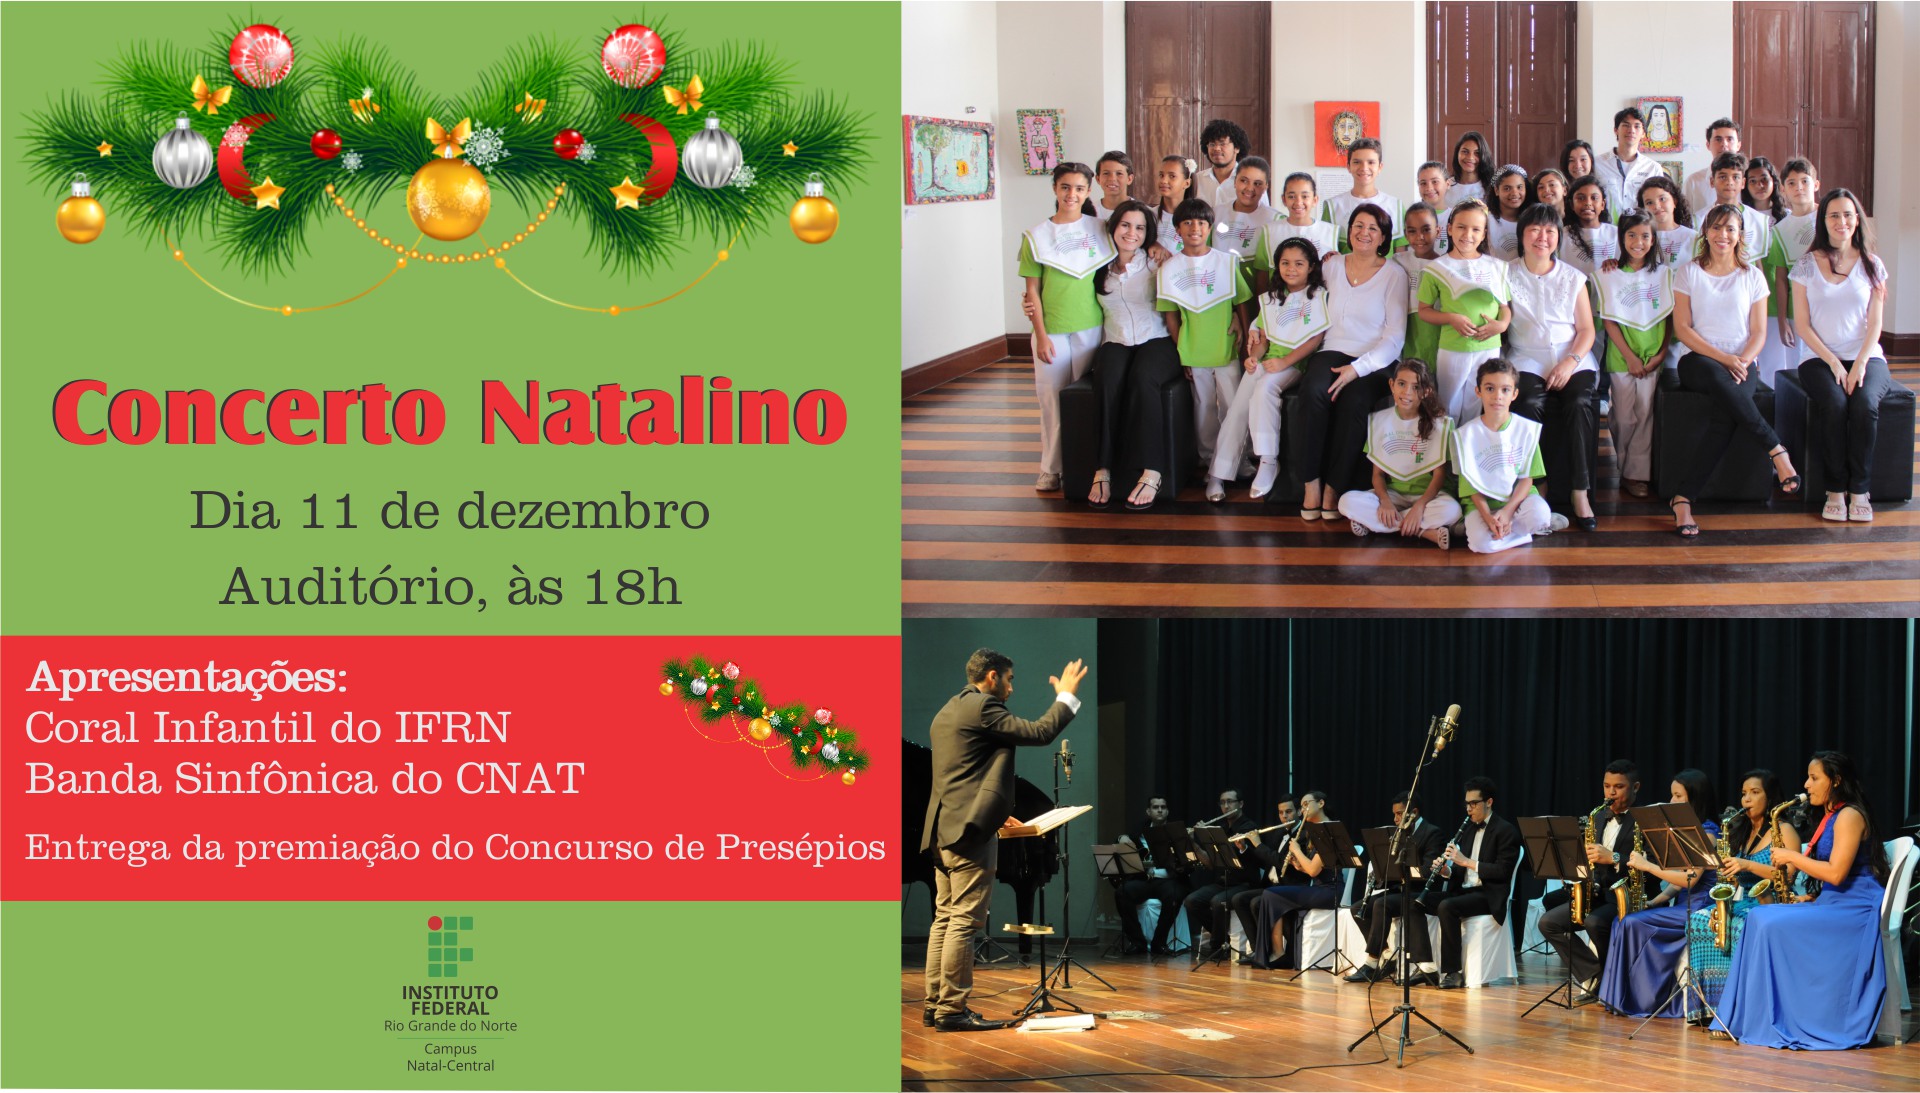 Concerto Natalino
Dia 11 de dezembro
Auditório, às 18h
Apresentações:
Coral Infantil do IFRN
Banda Sinfônica do CNAT
Entrega da premiação do Concurso de Presépios
INSTITUTO
FEDERAL
Rio Grande do Norte
Campus
Natal-Central